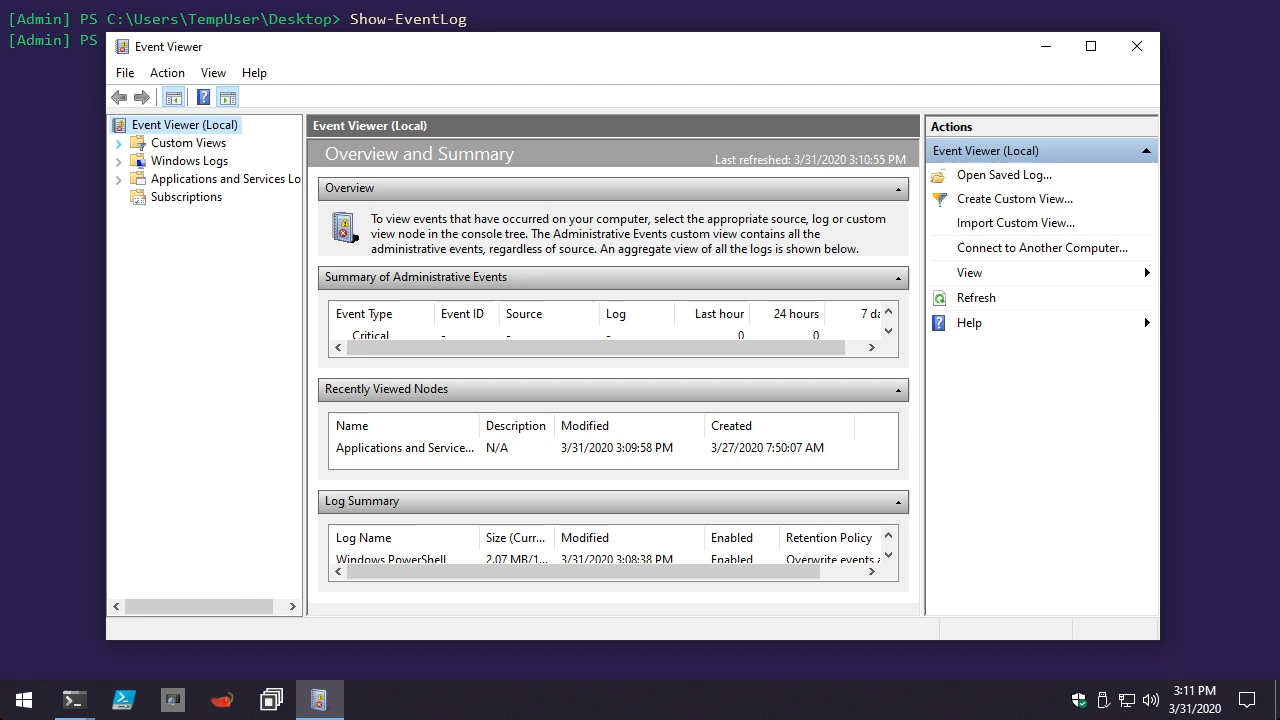 [Admin] PS C:\Users\TempUser\Desktop> Show-EventLog
[Admin] PS
Event Viewer
File Action View Help
Event Viewer (Local)
Custom Views
Windows Logs
Applications and Services Lo
Subscriptions
Event Viewer (Local)
Overview and Summary
Last refreshed: 3/31/2020 3:10:55 PM
Overview
To view events that have occurred on your computer, select the appropriate source, log or custom
view node in the console tree. The Administrative Events custom view contains all the
administrative events, regardless of source. An aggregate view of all the logs is shown below.
Summary of Administrative Events
Event Type Event ID Source Log Last hour 24 hours 7 da
Critical - - - 0 0
Recently Viewed Nodes
Name Description Modified Created
Applications and Service... N/A 3/31/2020 3:09:58 PM 3/27/2020 7:50:07 AM
Log Summary
Log Name Size (Curr... Modified Enabled Retention Policy
Windows PowerShell 2.07 MB/1... 3/31/2020 3:08:38 PM Enabled Overwrite events a
Actions
Event Viewer (Local)
Open Saved Log...
Create Custom View...
Import Custom View...
Connect to Another Computer...
View
Refresh
Help
3:11 PM
3/31/2020